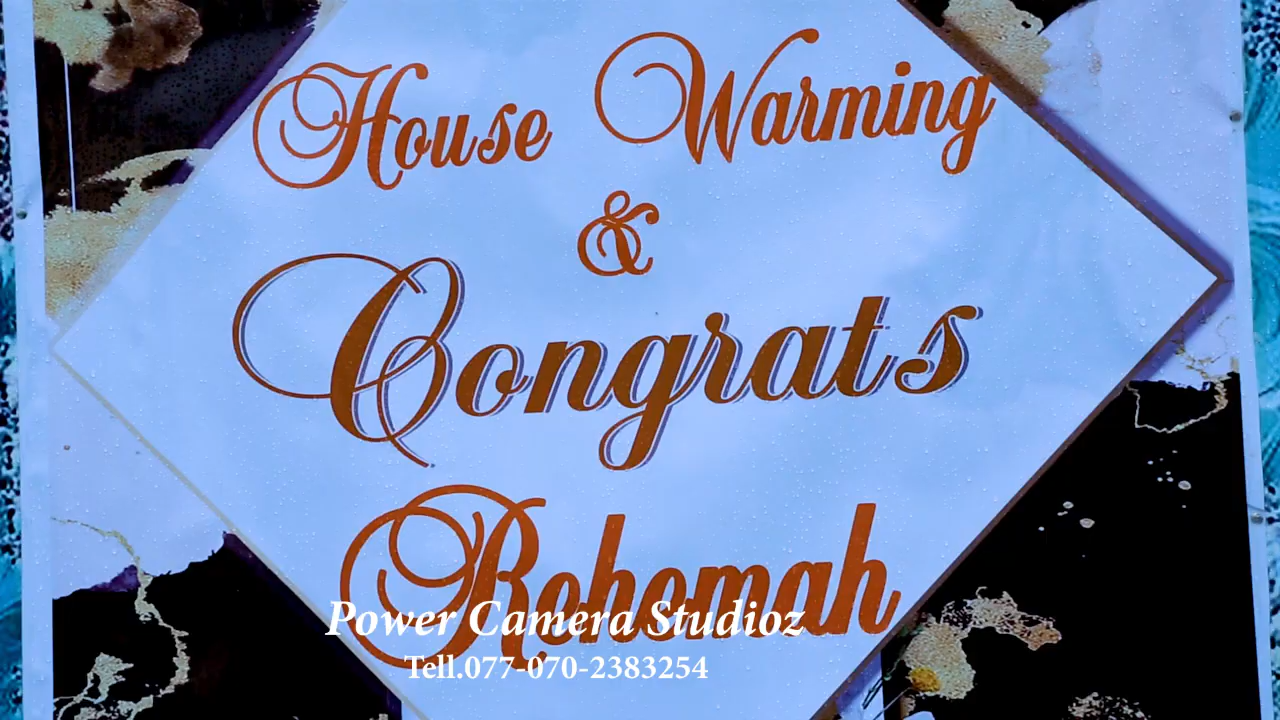 House Warming
&
Congrats
Rehemah
Power Camera Studioz
Tell.077-070-2383254